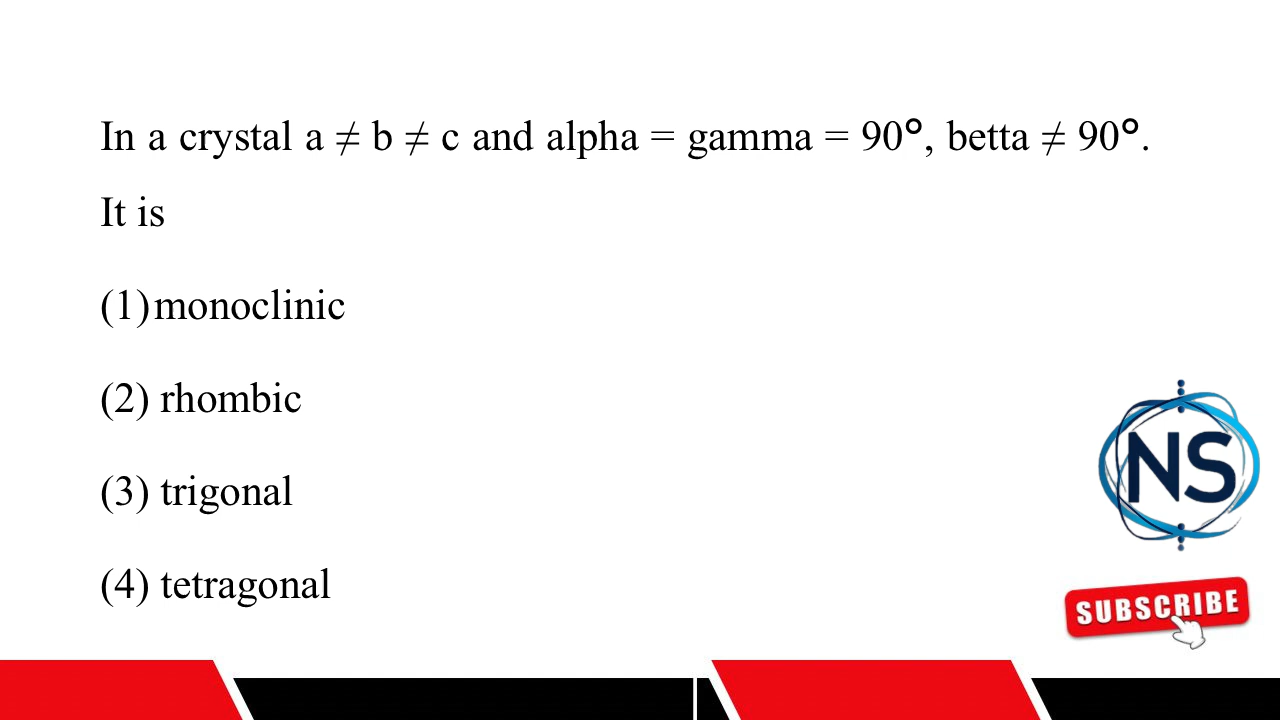 In a crystal a ≠ b ≠ c and alpha = gamma = 90°, betta ≠ 90°.
It is
(1) monoclinic
(2) rhombic
(3) trigonal
(4) tetragonal
NS
SUBSCRIBE